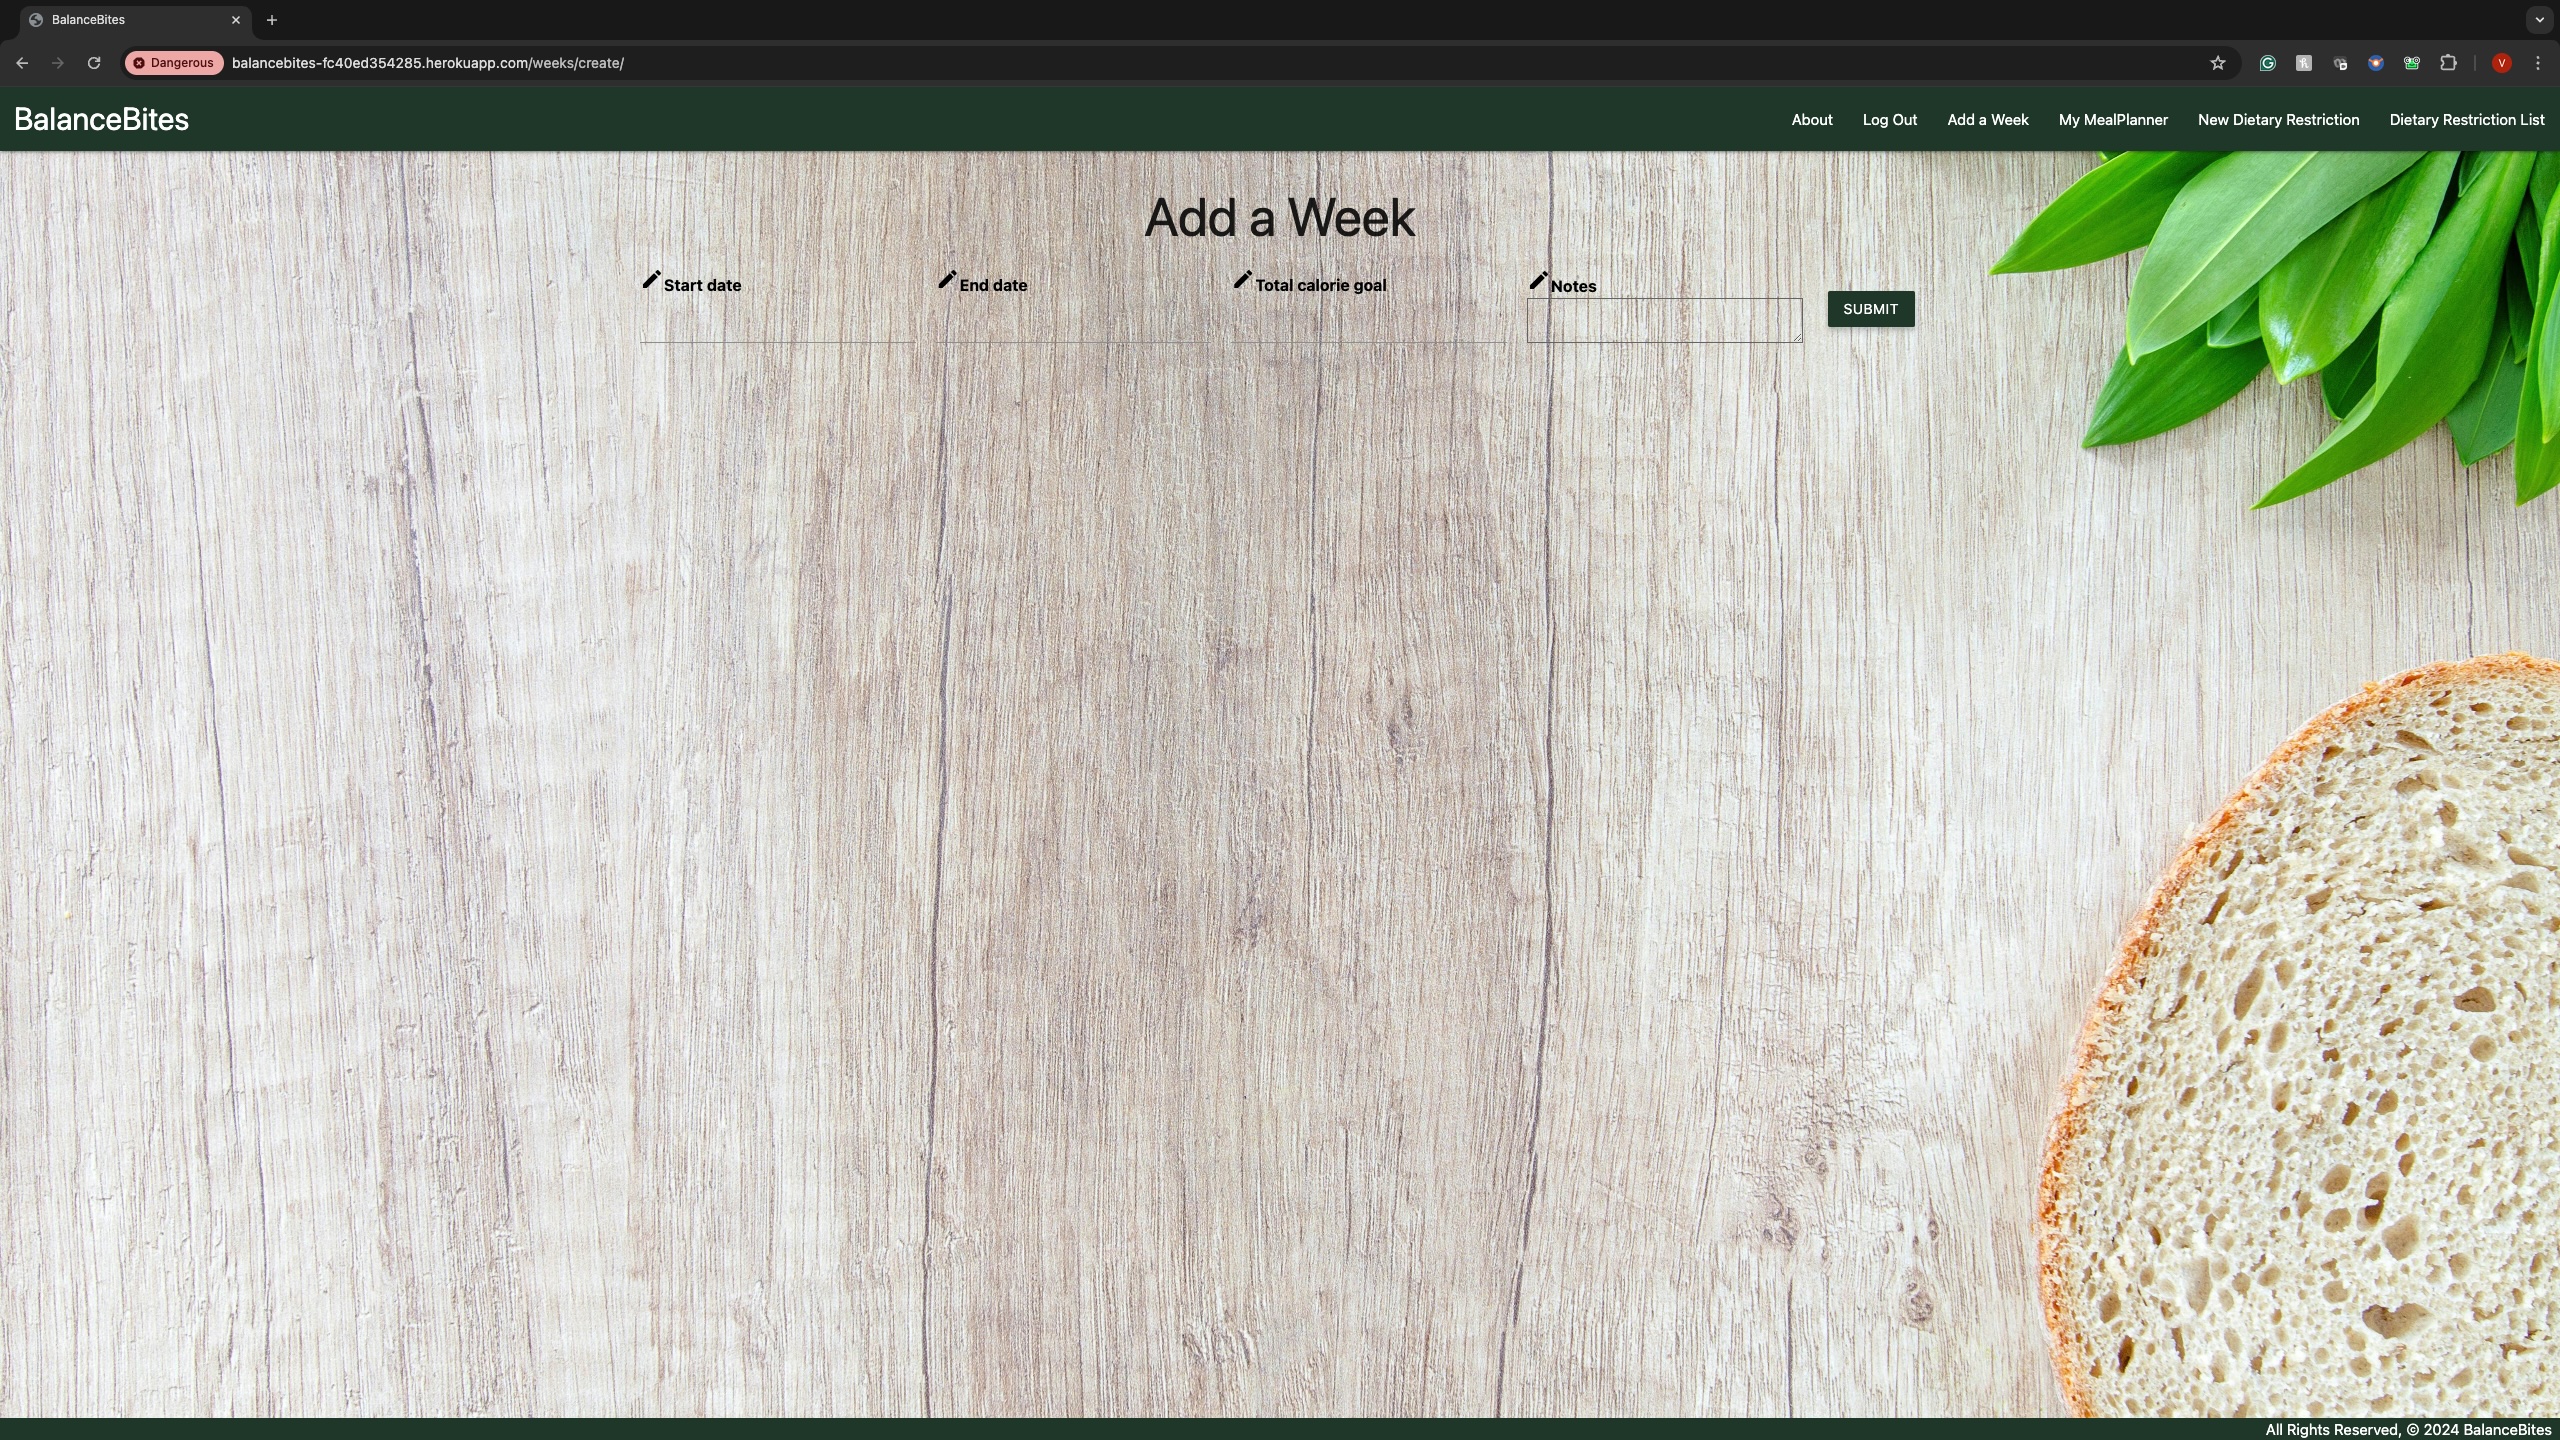 BalanceBites
Dangerous balancebites-fc40ed354285.herokuapp.com/weeks/create/ V
BalanceBites About Log Out Add a Week My MealPlanner New Dietary Restriction Dietary Restriction List
Add a Week
Start date End date Total calorie goal Notes
SUBMIT
All Rights Reserved, © 2024 BalanceBites